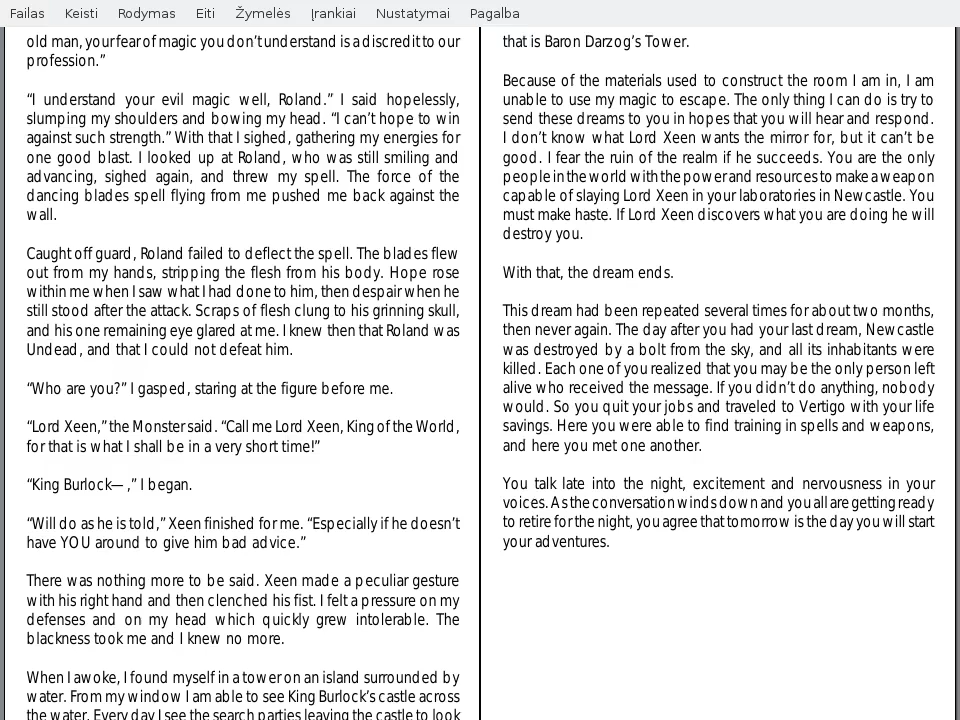 Failas Keisti Rodymas Eiti Žymelės Įrankiai Nustatymai Pagalba
old man, your fear of magic you don’t understand is a discredit to our
profession.”
“I understand your evil magic well, Roland.” I said hopelessly,
slumping my shoulders and bowing my head. “I can’t hope to win
against such strength.” With that I sighed, gathering my energies for
one good blast. I looked up at Roland, who was still smiling and
advancing, sighed again, and threw my spell. The force of the
dancing blades spell flying from me pushed me back against the
wall.
Caught off guard, Roland failed to deflect the spell. The blades flew
out from my hands, stripping the flesh from his body. Hope rose
within me when I saw what I had done to him, then despair when he
still stood after the attack. Scraps of flesh clung to his grinning skull,
and his one remaining eye glared at me. I knew then that Roland was
Undead, and that I could not defeat him.
“Who are you?” I gasped, staring at the figure before me.
“Lord Xeen,” the Monster said. “Call me Lord Xeen, King of the World,
for that is what I shall be in a very short time!”
“King Burlock— ,” I began.
“Will do as he is told,” Xeen finished for me. “Especially if he doesn’t
have YOU around to give him bad advice.”
There was nothing more to be said. Xeen made a peculiar gesture
with his right hand and then clenched his fist. I felt a pressure on my
defenses and on my head which quickly grew intolerable. The
blackness took me and I knew no more.
When I awoke, I found myself in a tower on an island surrounded by
water. From my window I am able to see King Burlock’s castle across
the water. Every day I see the search parties leaving the castle to look
that is Baron Darzog’s Tower.
Because of the materials used to construct the room I am in, I am
unable to use my magic to escape. The only thing I can do is try to
send these dreams to you in hopes that you will hear and respond.
I don’t know what Lord Xeen wants the mirror for, but it can’t be
good. I fear the ruin of the realm if he succeeds. You are the only
people in the world with the power and resources to make a weapon
capable of slaying Lord Xeen in your laboratories in Newcastle. You
must make haste. If Lord Xeen discovers what you are doing he will
destroy you.
With that, the dream ends.
This dream had been repeated several times for about two months,
then never again. The day after you had your last dream, Newcastle
was destroyed by a bolt from the sky, and all its inhabitants were
killed. Each one of you realized that you may be the only person left
alive who received the message. If you didn’t do anything, nobody
would. So you quit your jobs and traveled to Vertigo with your life
savings. Here you were able to find training in spells and weapons,
and here you met one another.
You talk late into the night, excitement and nervousness in your
voices. As the conversation winds down and you all are getting ready
to retire for the night, you agree that tomorrow is the day you will start
your adventures.